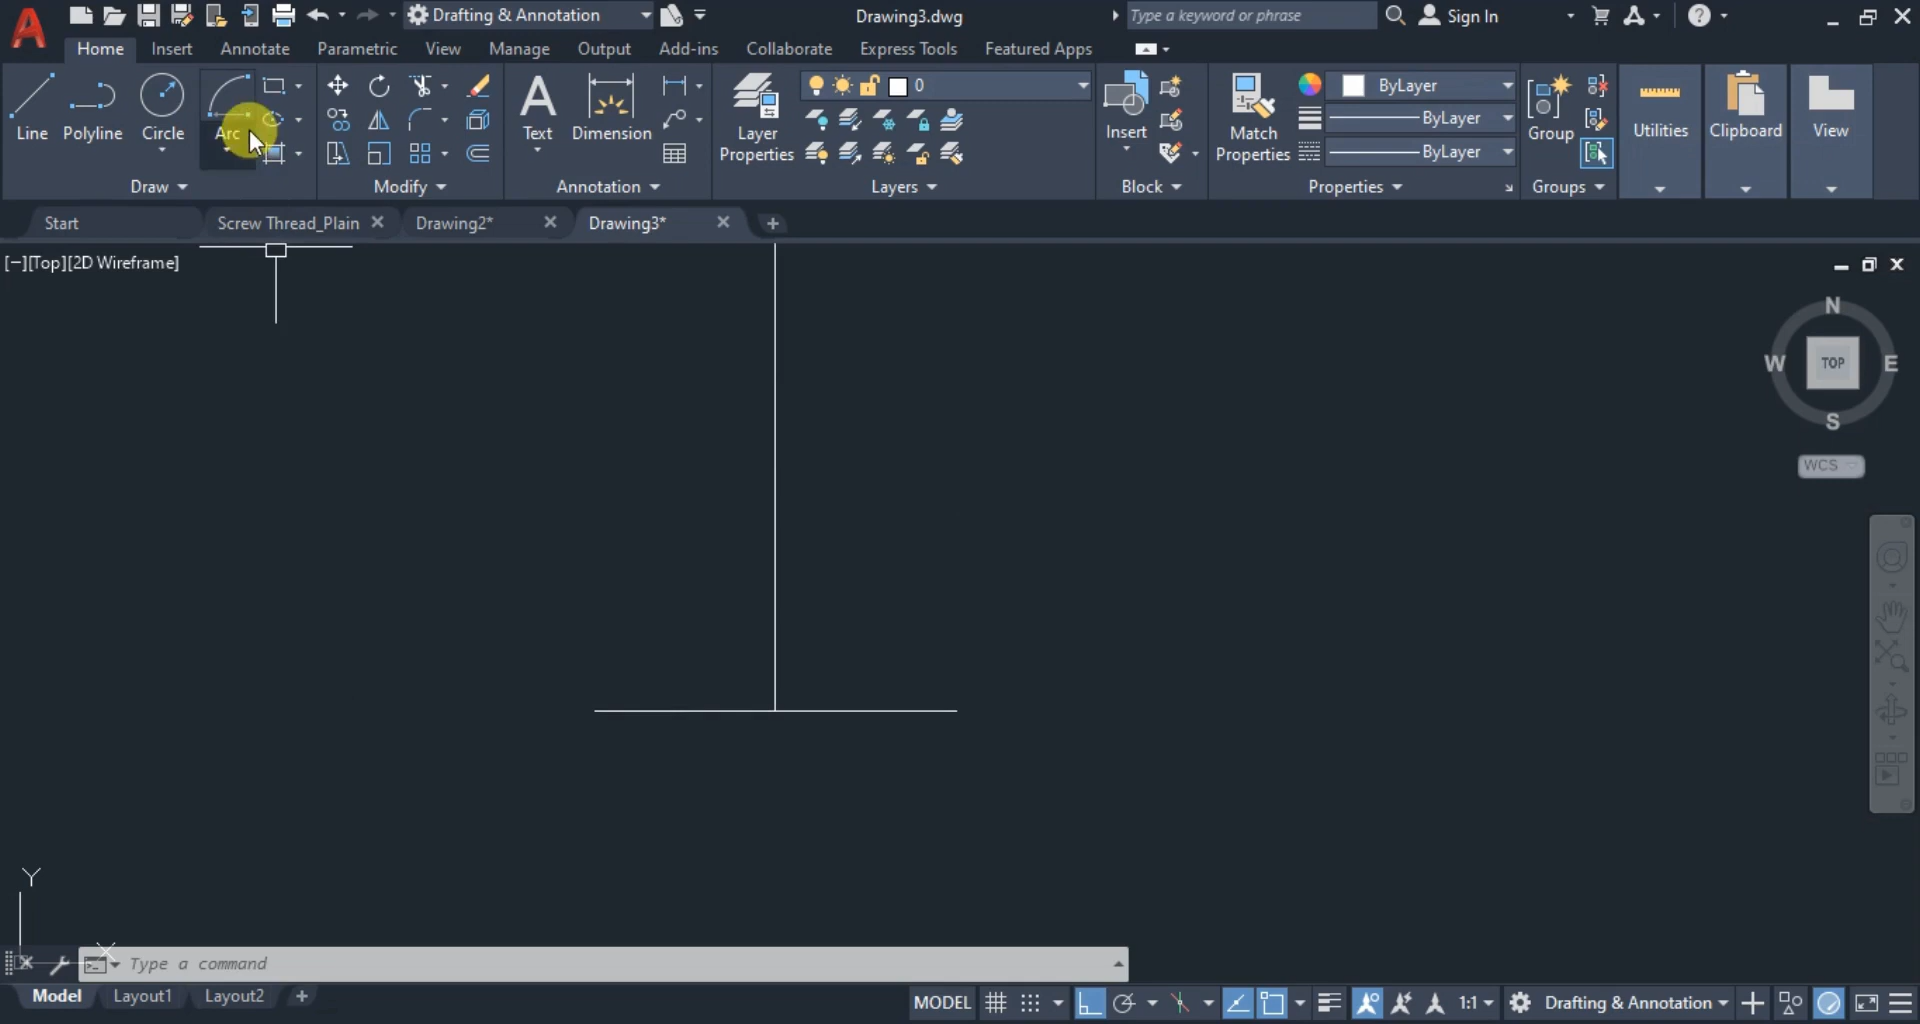 Drafting & Annotation
Drawing3.dwg
Type a keyword or phrase
Sign In
Home
Insert
Annotate
Parametric
View
Manage
Output
Add-ins
Collaborate
Express Tools
Featured Apps
Line
Polyline
Circle
Arc
Text
Dimension
Layer
Properties
0
Insert
Match
Properties
ByLayer
ByLayer
ByLayer
Group
Utilities
Clipboard
View
Draw
Modify
Annotation
Layers
Block
Properties
Groups
Start
Screw Thread_Plain
Drawing2*
Drawing3*
[−][Top][2D Wireframe]
N
W
TOP
E
S
WCS
Y
X
Type a command
Model
Layout1
Layout2
MODEL
1:1
Drafting & Annotation